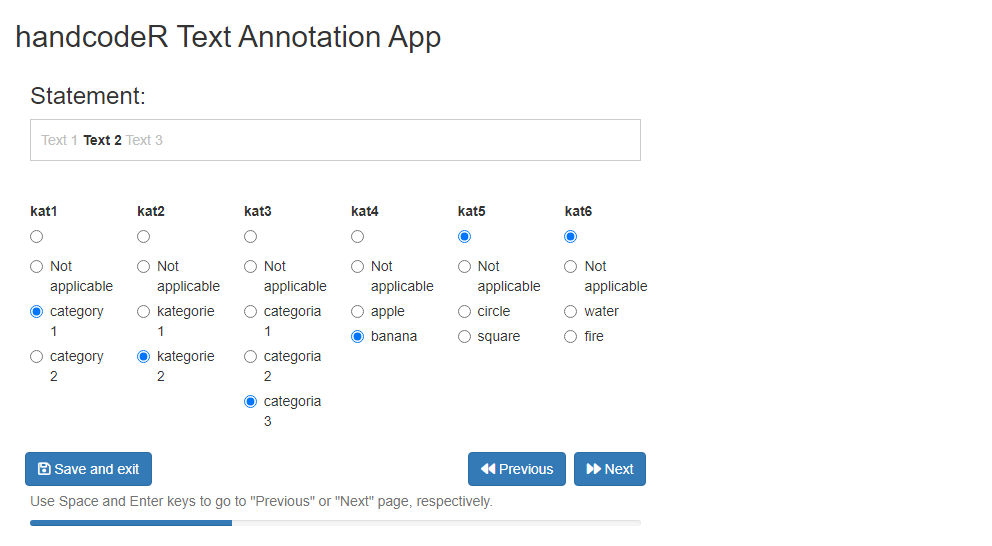 handcodeR Text Annotation App
Statement:
Text 1 Text 2 Text 3
kat1 kat2 kat3 kat4 kat5 kat6
Not Not Not Not Not Not
applicable applicable applicable applicable applicable applicable
category kategorie categoria apple circle water
1 1 1
banana square fire
category kategorie categoria
2 2 2
categoria
3
Save and exit Previous Next
Use Space and Enter keys to go to "Previous" or "Next" page, respectively.